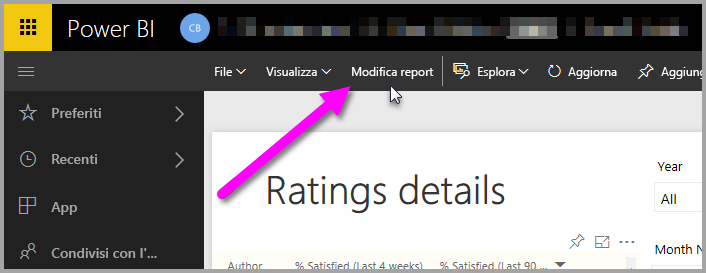 Power BI
CB
File Visualizza Modifica report Esplora Aggiorna Aggiung
Preferiti
Recenti
App
Condivisi con l'...
Ratings details
Year
All
Month N
Author % Satisfied (Last 4 weeks) % Satisfied (Last 90 ...